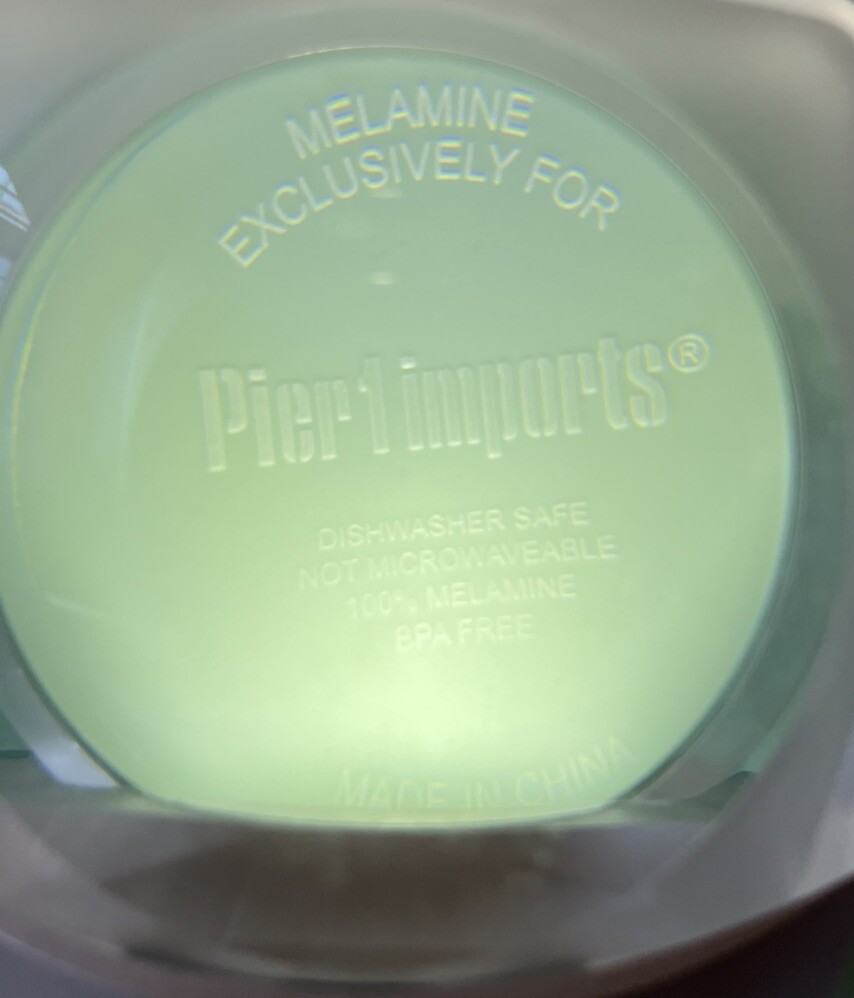 MELAMINE
EXCLUSIVELY FOR
Pier 1 imports®
DISHWASHER SAFE
NOT MICROWAVEABLE
100% MELAMINE
BPA FREE
MADE IN CHINA